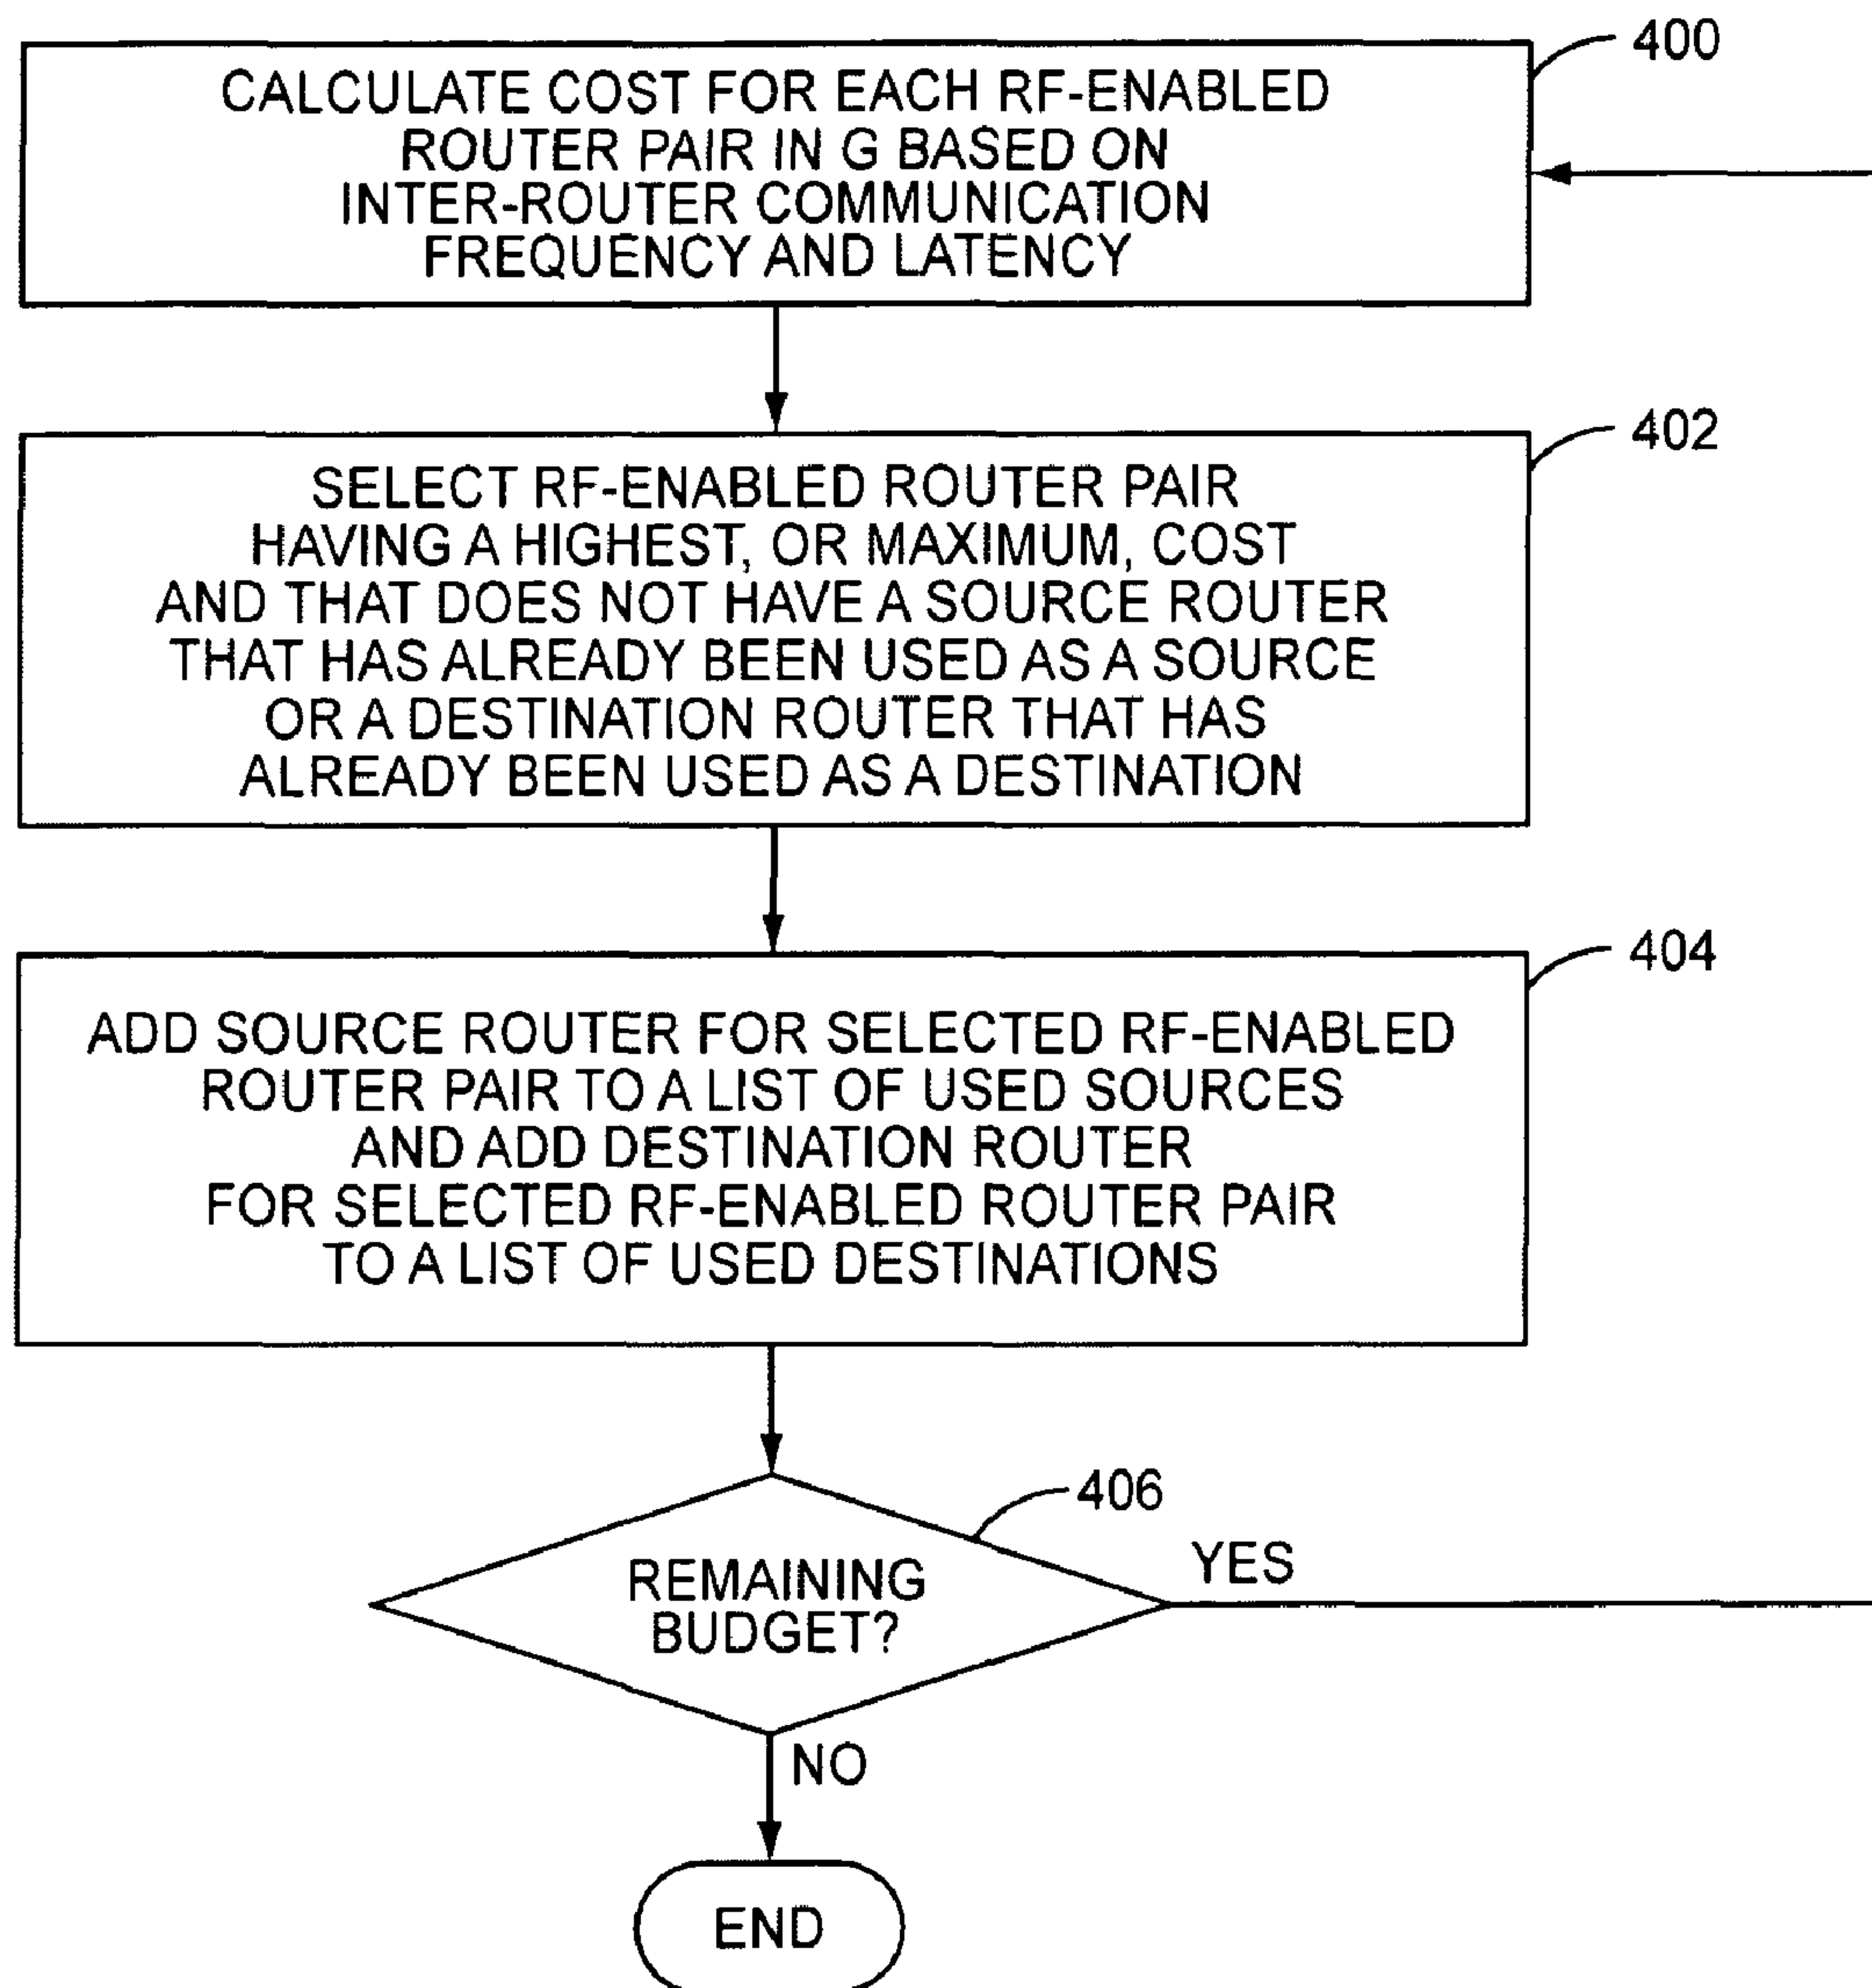 400
CALCULATE COST FOR EACH RF-ENABLED
ROUTER PAIR IN G BASED ON
INTER-ROUTER COMMUNICATION
FREQUENCY AND LATENCY
402
SELECT RF-ENABLED ROUTER PAIR
HAVING A HIGHEST, OR MAXIMUM, COST
AND THAT DOES NOT HAVE A SOURCE ROUTER
THAT HAS ALREADY BEEN USED AS A SOURCE
OR A DESTINATION ROUTER THAT HAS
ALREADY BEEN USED AS A DESTINATION
404
ADD SOURCE ROUTER FOR SELECTED RF-ENABLED
ROUTER PAIR TO A LIST OF USED SOURCES
AND ADD DESTINATION ROUTER
FOR SELECTED RF-ENABLED ROUTER PAIR
TO A LIST OF USED DESTINATIONS
406
REMAINING
BUDGET?
YES
NO
END